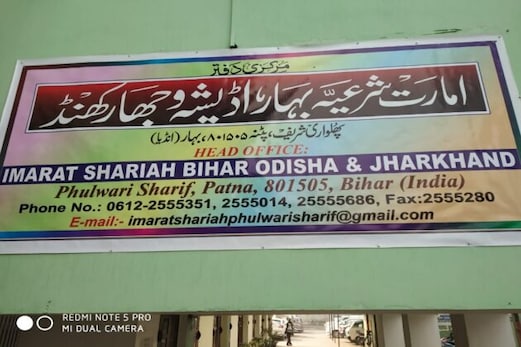 مرکزی دفتر
امارت شرعیہ بہار، اڈیشہ و جھارکھنڈ
پھلواری شریف، پٹنہ ۸۰۱۵۰۵، بہار (انڈیا)
HEAD OFFICE:
IMARAT SHARIAH BIHAR ODISHA & JHARKHAND
Phulwari Sharif, Patna, 801505, Bihar (India)
Phone No.: 0612-2555351, 2555014, 25555686, Fax:2555280
E-mail:- imaratshariahphulwarisharif@gmail.com
REDMI NOTE 5 PRO
MI DUAL CAMERA